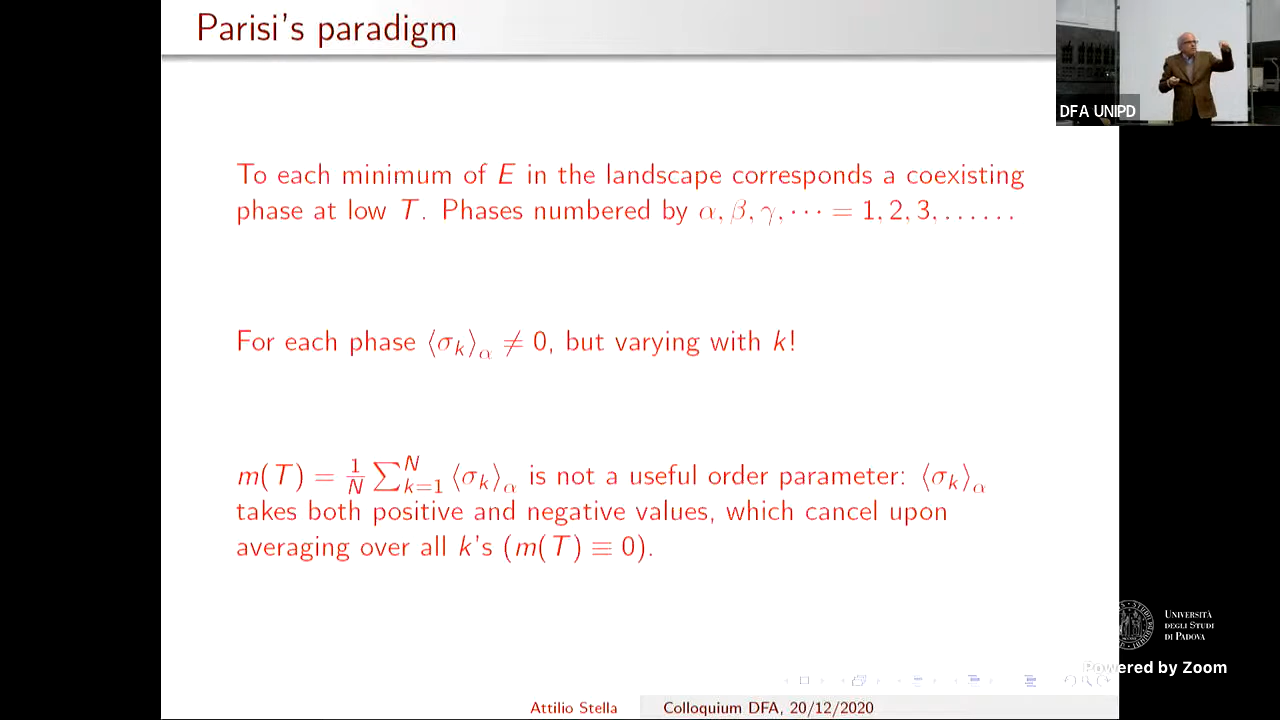 Parisi's paradigm
DFA UNIPD
To each minimum of E in the landscape corresponds a coexisting
phase at low T. Phases numbered by α, β, γ, ⋯ = 1, 2, 3, .......
For each phase ⟨σ_k⟩_α ≠ 0, but varying with k!
m(T) = 1/N ∑_{k=1}^N ⟨σ_k⟩_α is not a useful order parameter: ⟨σ_k⟩_α
takes both positive and negative values, which cancel upon
averaging over all k's (m(T) ≡ 0).
UNIVERSITÀ
DEGLI STUDI
DI PADOVA
Powered by Zoom
Attilio Stella
Colloquium DFA, 20/12/2020